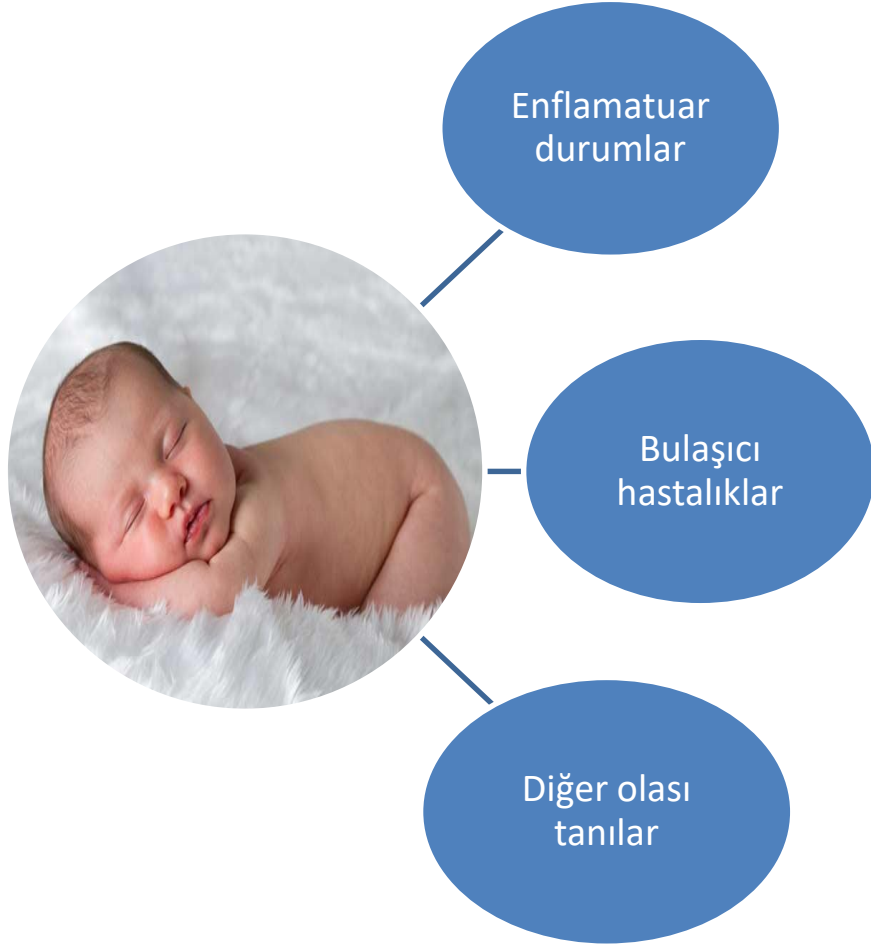 Enflamatuar
durumlar
Bulaşıcı
hastalıklar
Diğer olası
tanılar